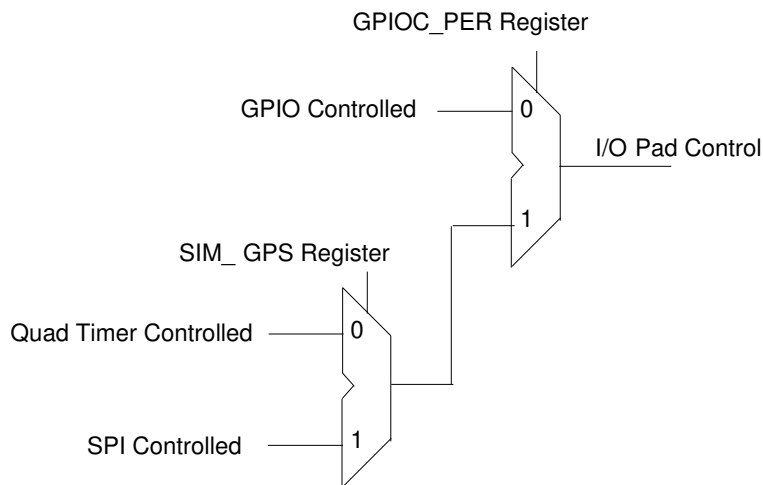 GPIOC_PER Register
GPIO Controlled
0
I/O Pad Control
1
SIM_ GPS Register
Quad Timer Controlled
0
SPI Controlled
1